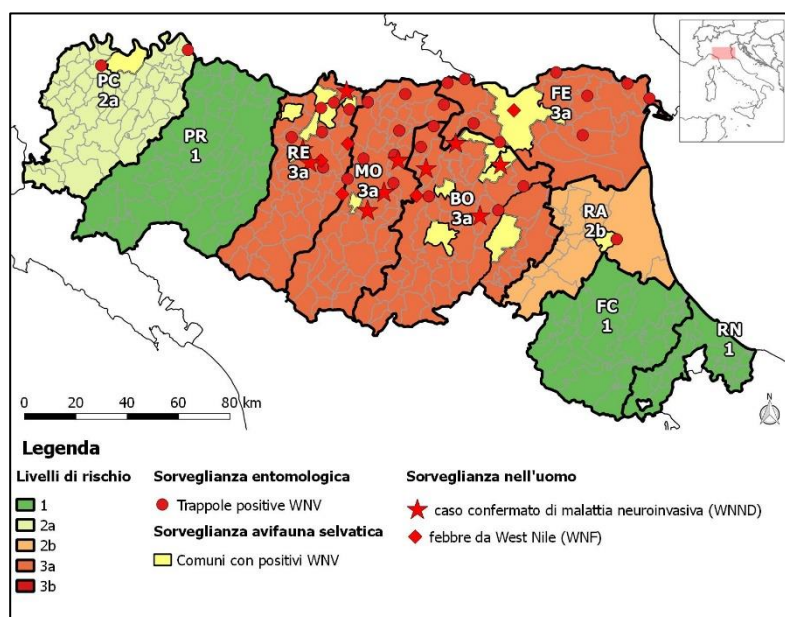 PC
2a
PR
1
RE
3a
MO
3a
BO
3a
FE
3a
RA
2b
FC
1
RN
1
0 20 40 60 80 km
N
Legenda
Livelli di rischio
1
2a
2b
3a
3b
Sorveglianza entomologica
Trappole positive WNV
Sorveglianza avifauna selvatica
Comuni con positivi WNV
Sorveglianza nell'uomo
caso confermato di malattia neuroinvasiva (WNND)
febbre da West Nile (WNF)